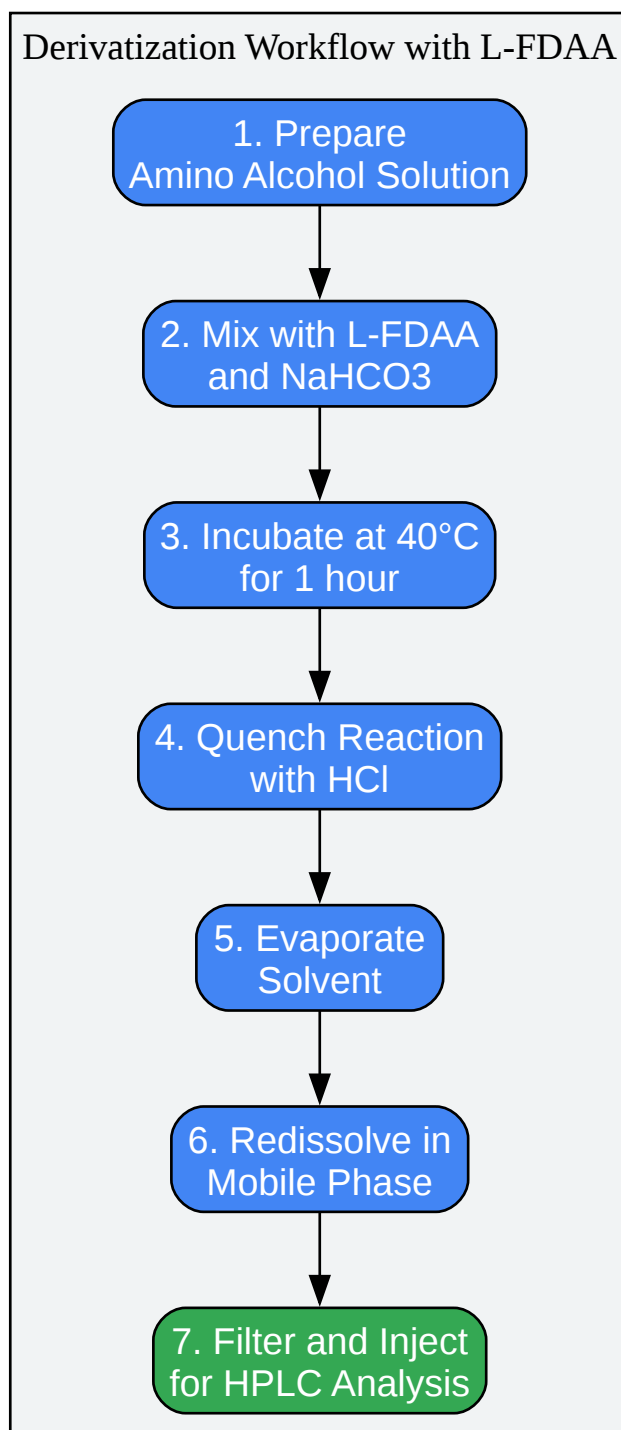 Derivatization Workflow with L-FDAA
1. Prepare
Amino Alcohol Solution
2. Mix with L-FDAA
and NaHCO3
3. Incubate at 40°C
for 1 hour
4. Quench Reaction
with HCl
5. Evaporate
Solvent
6. Redissolve in
Mobile Phase
7. Filter and Inject
for HPLC Analysis